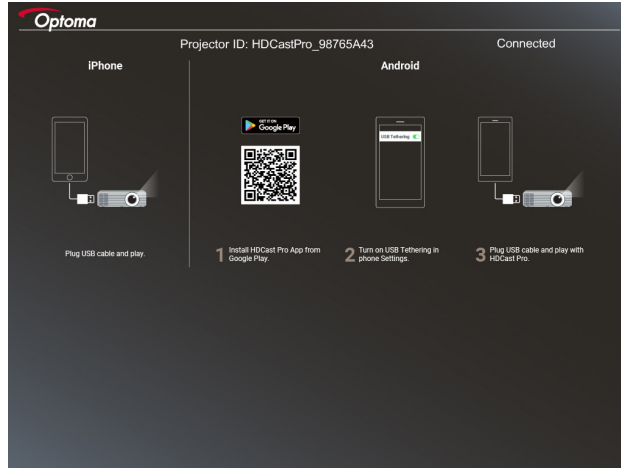 Optoma
Projector ID: HDCastPro_98765A43
Connected
iPhone
Android
GET IT ON
Google Play
USB Tethering
Plug USB cable and play.
1 Install HDCast Pro App from
Google Play.
2 Turn on USB Tethering in
phone Settings.
3 Plug USB cable and play with
HDCast Pro.